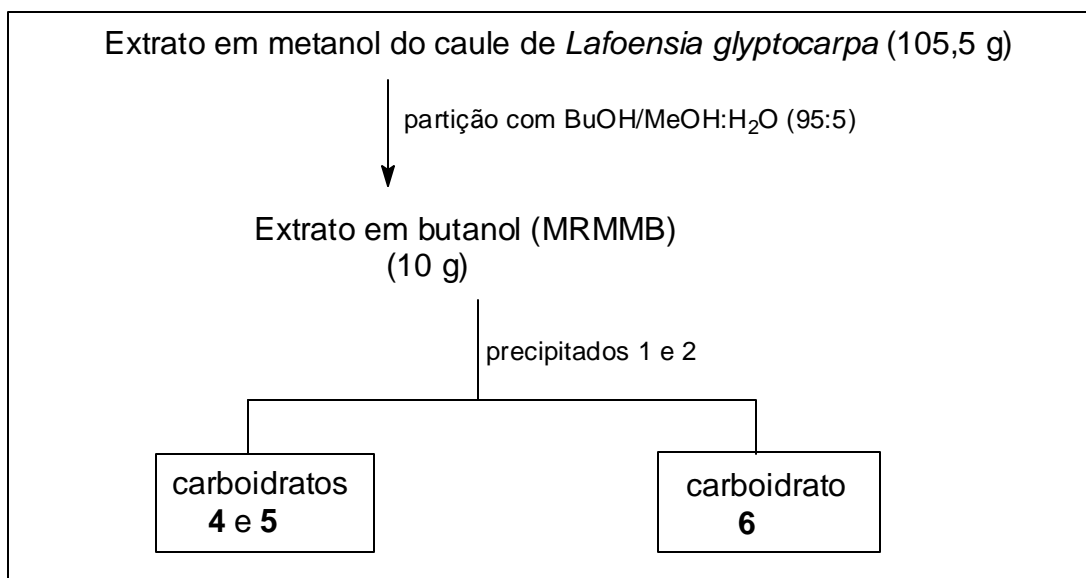 Extrato em metanol do caule de Lafoensia glyptocarpa (105,5 g)
partição com BuOH/MeOH:H₂O (95:5)
Extrato em butanol (MRMMB)
(10 g)
precipitados 1 e 2
carboidratos
4 e 5
carboidrato
6